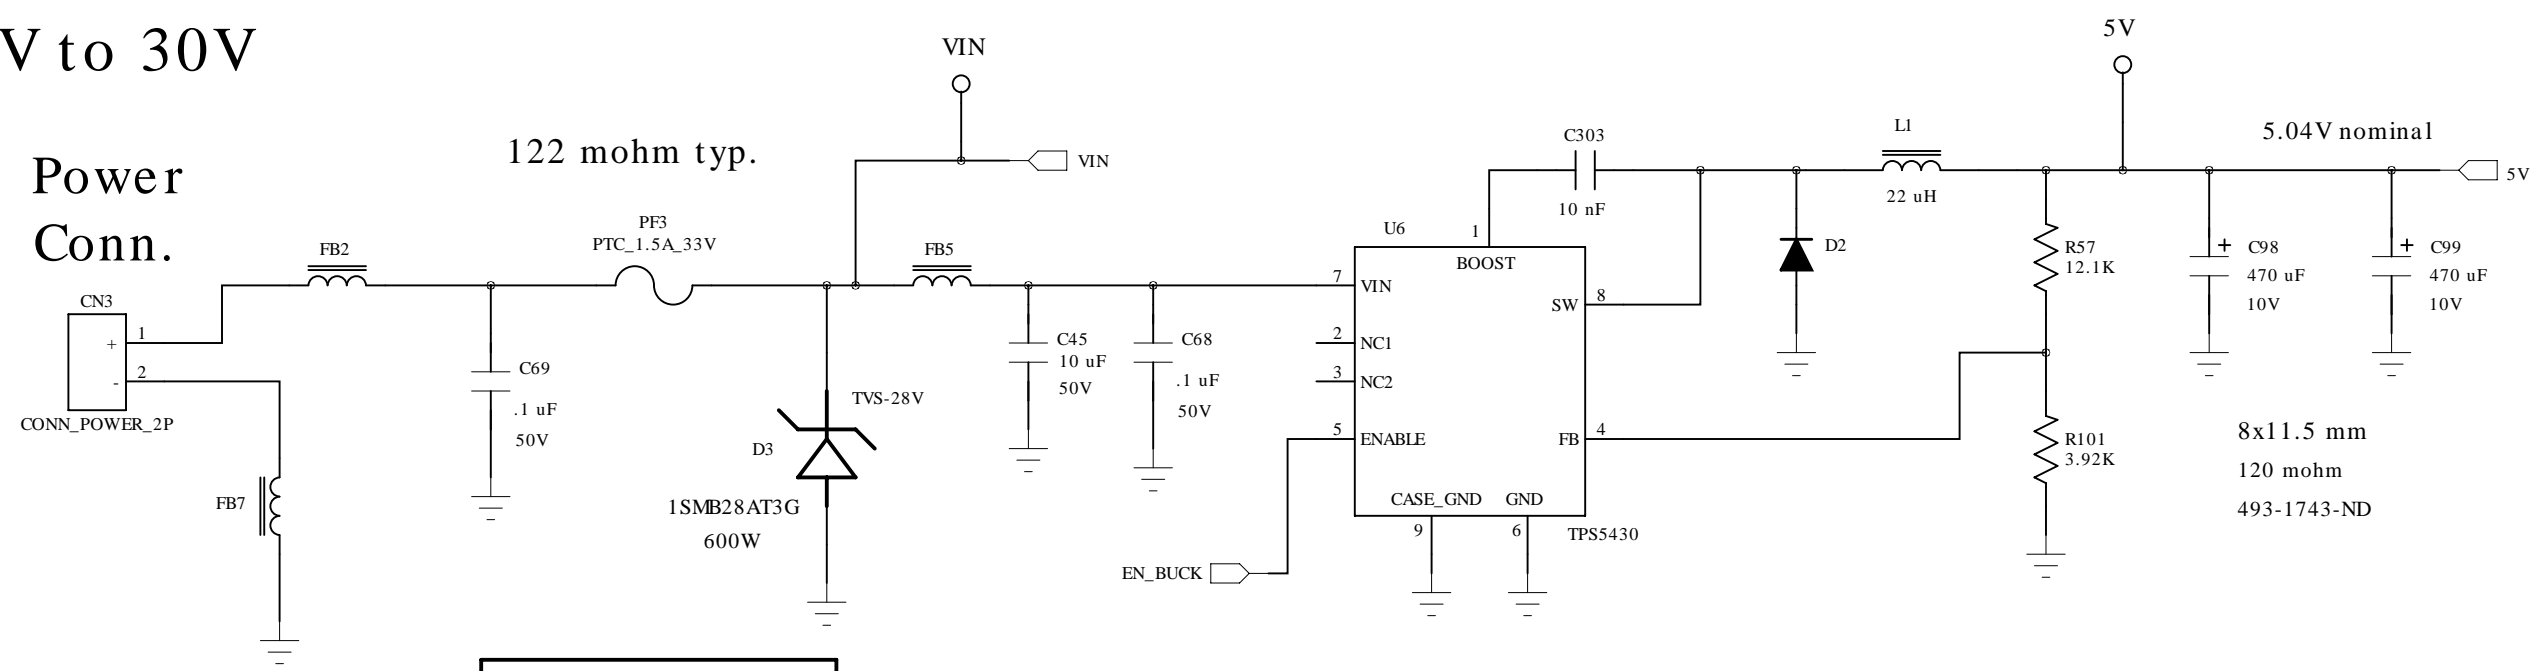 V to 30V
Power
Conn.
CN3
+
1
-
2
CONN_POWER_2P
FB2
FB7
122 mohm typ.
PF3
PTC_1.5A_33V
C69
.1 uF
50V
VIN
VIN
TVS-28V
D3
1SMB28AT3G
600W
FB5
C45
10 uF
50V
C68
.1 uF
50V
EN_BUCK
U6
1
BOOST
7
VIN
2
NC1
3
NC2
5
ENABLE
SW
8
FB
4
CASE_GND
GND
9
6
TPS5430
C303
10 nF
D2
L1
22 uH
5V
5.04V nominal
5V
R57
12.1K
R101
3.92K
+
C98
470 uF
10V
+
C99
470 uF
10V
8x11.5 mm
120 mohm
493-1743-ND